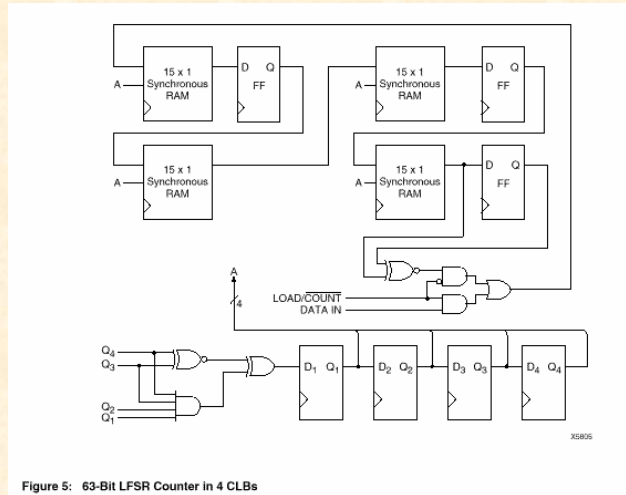 15 x 1
Synchronous
RAM
A
D Q
FF
15 x 1
Synchronous
RAM
A
D Q
FF
15 x 1
Synchronous
RAM
A
15 x 1
Synchronous
RAM
A
D Q
FF
A
4
LOAD/COUNT
DATA IN
Q4
Q3
Q2
Q1
D1 Q1
D2 Q2
D3 Q3
D4 Q4
X5805
Figure 5: 63-Bit LFSR Counter in 4 CLBs